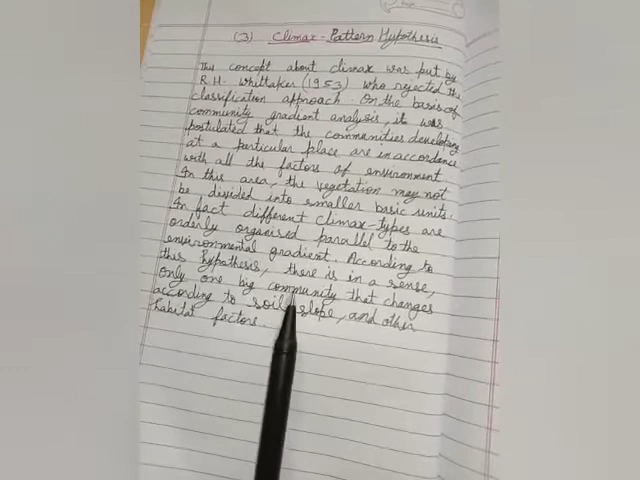 (3) Climax-Pattern Hypothesis
The concept about climax was put by
R.H. Whittaker (1953) who rejected the
classification approach. On the basis of
community gradient analysis, it was
postulated that the communities developing
at a particular place are in accordance
with all the factors of environment
In this area, the vegetation may not
be divided into smaller basic units.
In fact different climax-types are
orderly organised parallel to the
environmental gradient. According to
this hypothesis, there is in a sense,
only one big community that changes
according to soil, slope, and other
habitat factors.